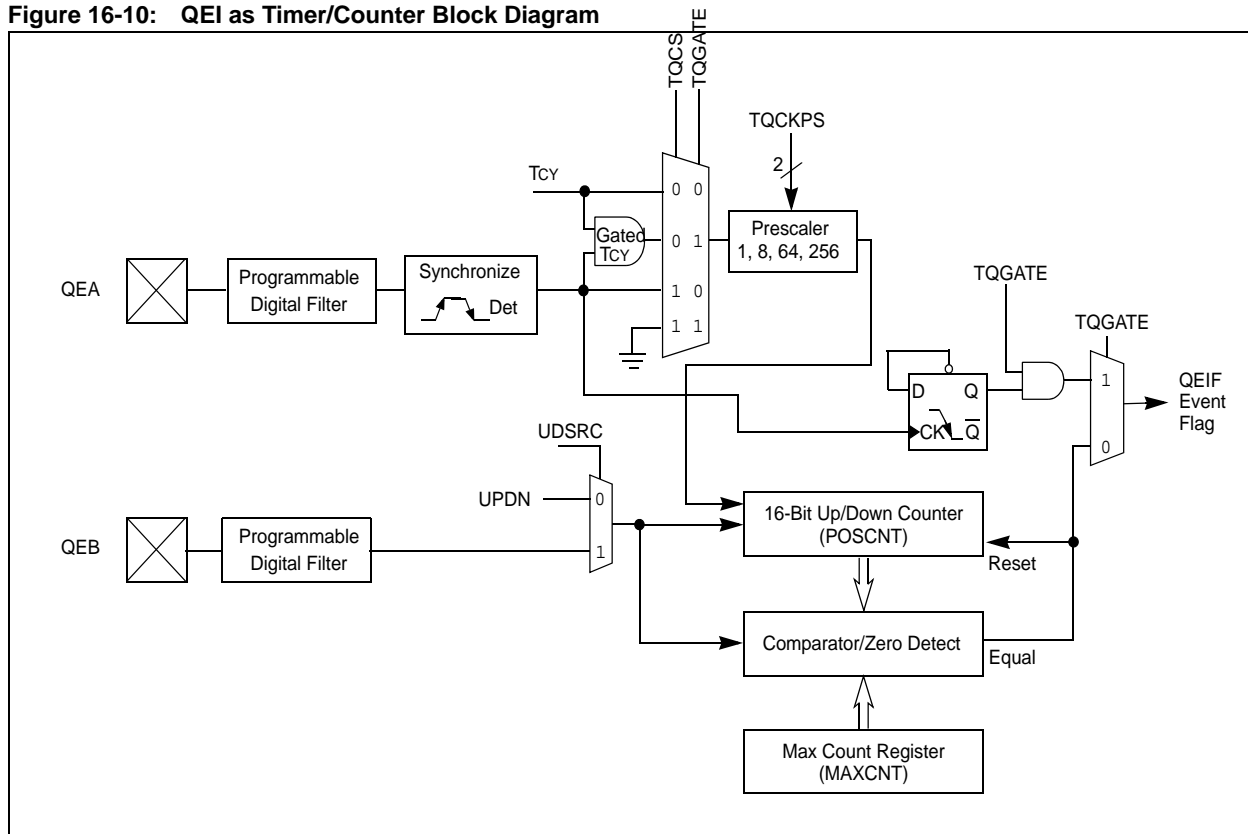 Figure 16-10: QEI as Timer/Counter Block Diagram
TQCS
TQGATE
TQCKPS
2
TCY
0 0
Gated
TCY
0 1
1 0
1 1
Prescaler
1, 8, 64, 256
QEA
Programmable
Digital Filter
Synchronize
Det
TQGATE
TQGATE
D Q
CK Q̅
1
0
QEIF
Event
Flag
UDSRC
UPDN
0
1
QEB
Programmable
Digital Filter
16-Bit Up/Down Counter
(POSCNT)
Reset
Comparator/Zero Detect
Equal
Max Count Register
(MAXCNT)